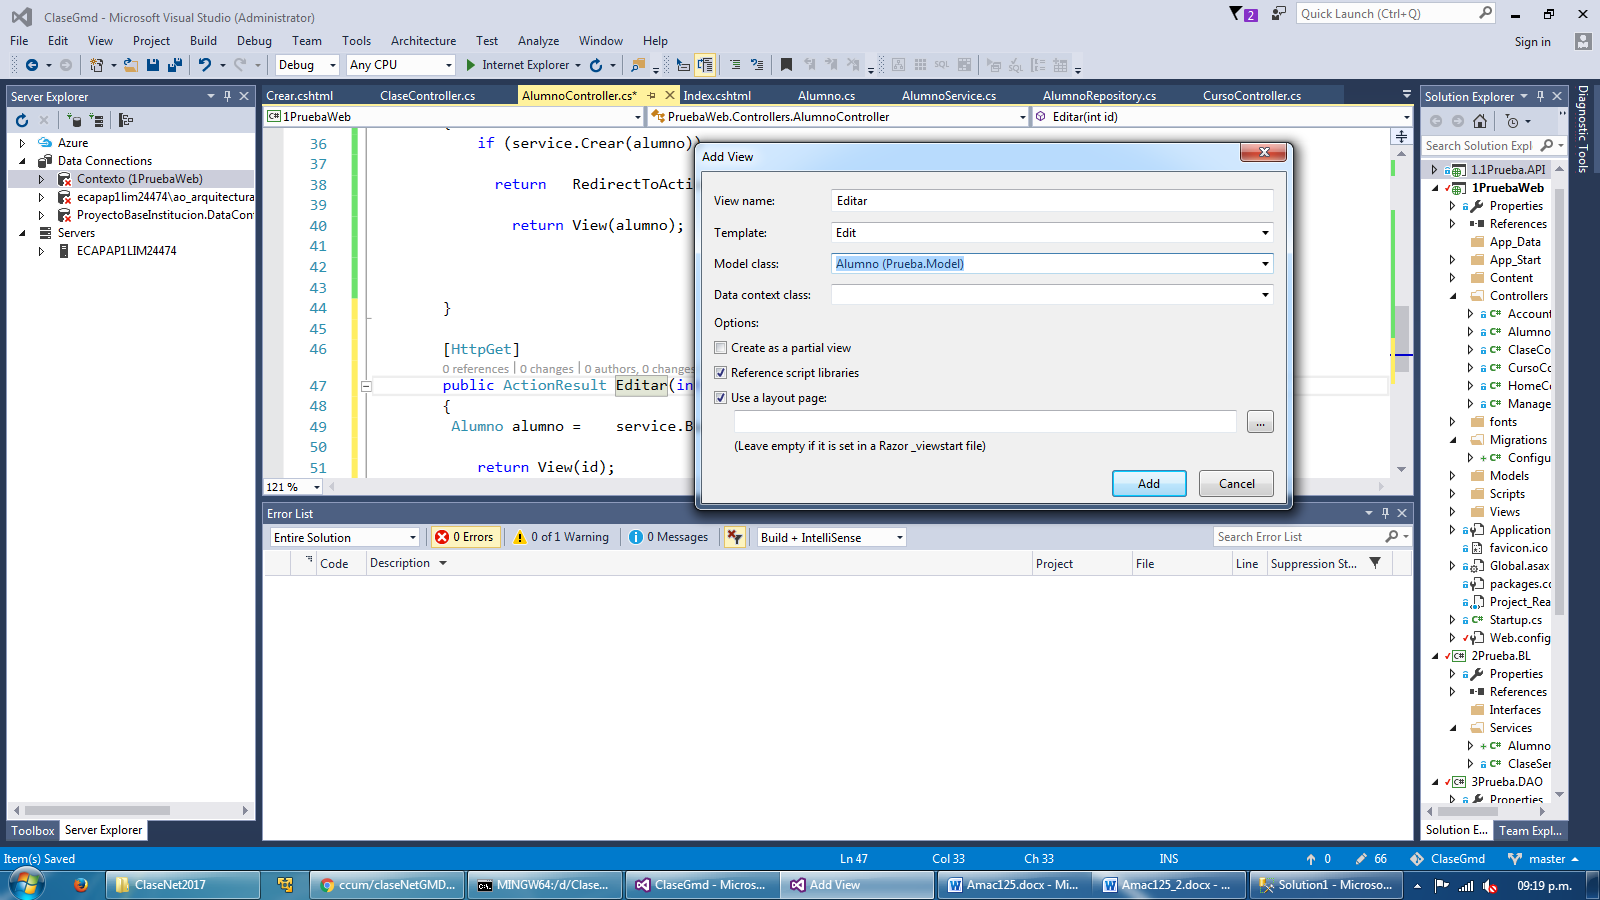 ClaseGmd - Microsoft Visual Studio (Administrator)
2
Quick Launch (Ctrl+Q)
File Edit View Project Build Debug Team Tools Architecture Test Analyze Window Help
Sign in
Debug Any CPU Internet Explorer
Server Explorer
Azure
Data Connections
Contexto (1PruebaWeb)
ecapap1lim24474\ao_arquitectura
ProyectoBaseInstitucion.DataCont
Servers
ECAPAP1LIM24474
Toolbox Server Explorer
Crear.cshtml ClaseController.cs AlumnoController.cs* Index.cshtml Alumno.cs AlumnoService.cs AlumnoRepository.cs CursoController.cs
1PruebaWeb PruebaWeb.Controllers.AlumnoController Editar(int id)
36 if (service.Crear(alumno))
37
38 return RedirectToActi
39
40 return View(alumno);
41
42
43
44 }
45
46 [HttpGet]
0 references | 0 changes | 0 authors, 0 changes
47 public ActionResult Editar(in
48 {
49 Alumno alumno = service.B
50
51 return View(id);
121 %
Add View
View name: Editar
Template: Edit
Model class: Alumno (Prueba.Model)
Data context class:
Options:
Create as a partial view
Reference script libraries
Use a layout page:
...
(Leave empty if it is set in a Razor _viewstart file)
Add Cancel
Error List
Entire Solution 0 Errors 0 of 1 Warning 0 Messages Build + IntelliSense Search Error List
Code Description Project File Line Suppression St...
Solution Explorer
Search Solution Expl
1.1Prueba.API
1PruebaWeb
Properties
References
App_Data
App_Start
Content
Controllers
Account
Alumno
ClaseCo
CursoCo
HomeCo
Manage
fonts
Migrations
Configu
Models
Scripts
Views
Application
favicon.ico
Global.asax
packages.co
Project_Rea
Startup.cs
Web.config
2Prueba.BL
Properties
References
Interfaces
Services
Alumno
ClaseSer
3Prueba.DAO
Properties
Solution E... Team Expl...
Diagnostic Tools
Item(s) Saved Ln 47 Col 33 Ch 33 INS 0 66 ClaseGmd master
ClaseNet2017 ccum/claseNetGMD... MINGW64:/d/Clase... ClaseGmd - Micros... Add View Amac125.docx - Mi... Amac125_2.docx - ... Solution1 - Microso... 09:19 p.m.